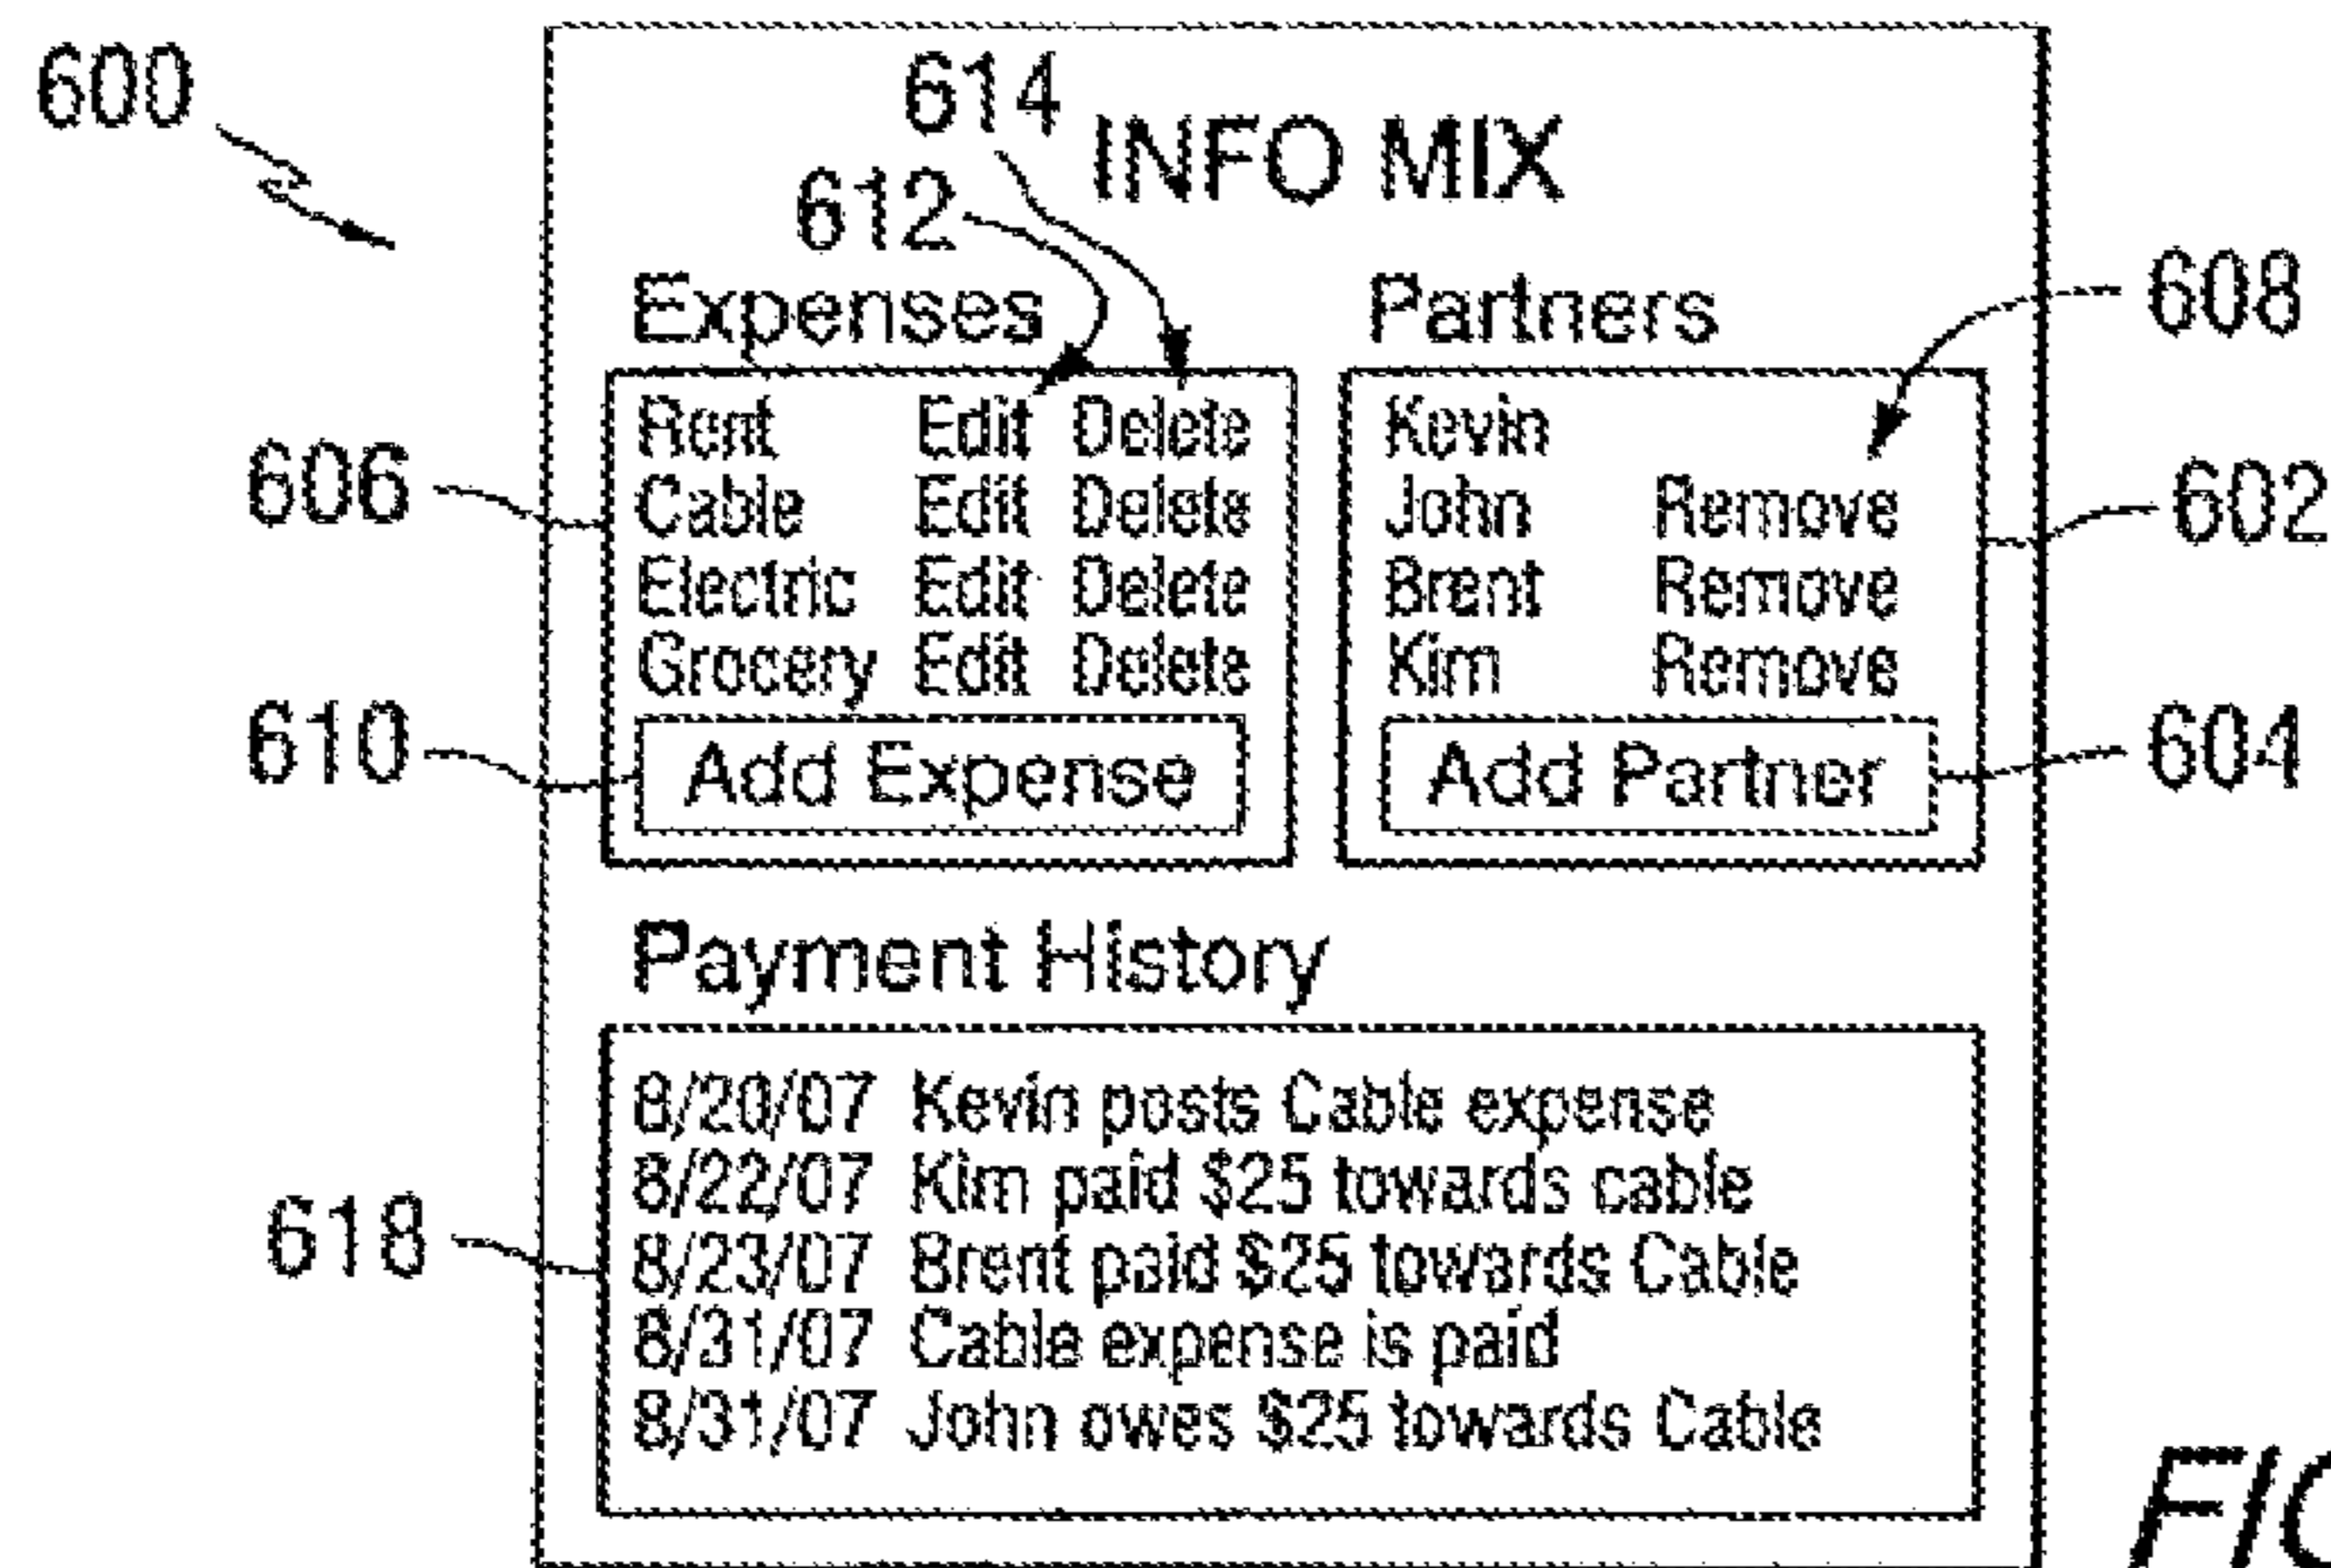 600
614
INFO MIX
612
Expenses
Partners
608
Rent Edit Delete
Kevin
606
Cable Edit Delete
John Remove
602
Electric Edit Delete
Brent Remove
Grocery Edit Delete
Kim Remove
610
Add Expense
Add Partner
604
Payment History
8/20/07 Kevin posts Cable expense
8/22/07 Kim paid $25 towards cable
618
8/23/07 Brent paid $25 towards Cable
8/31/07 Cable expense is paid
8/31/07 John owes $25 towards Cable